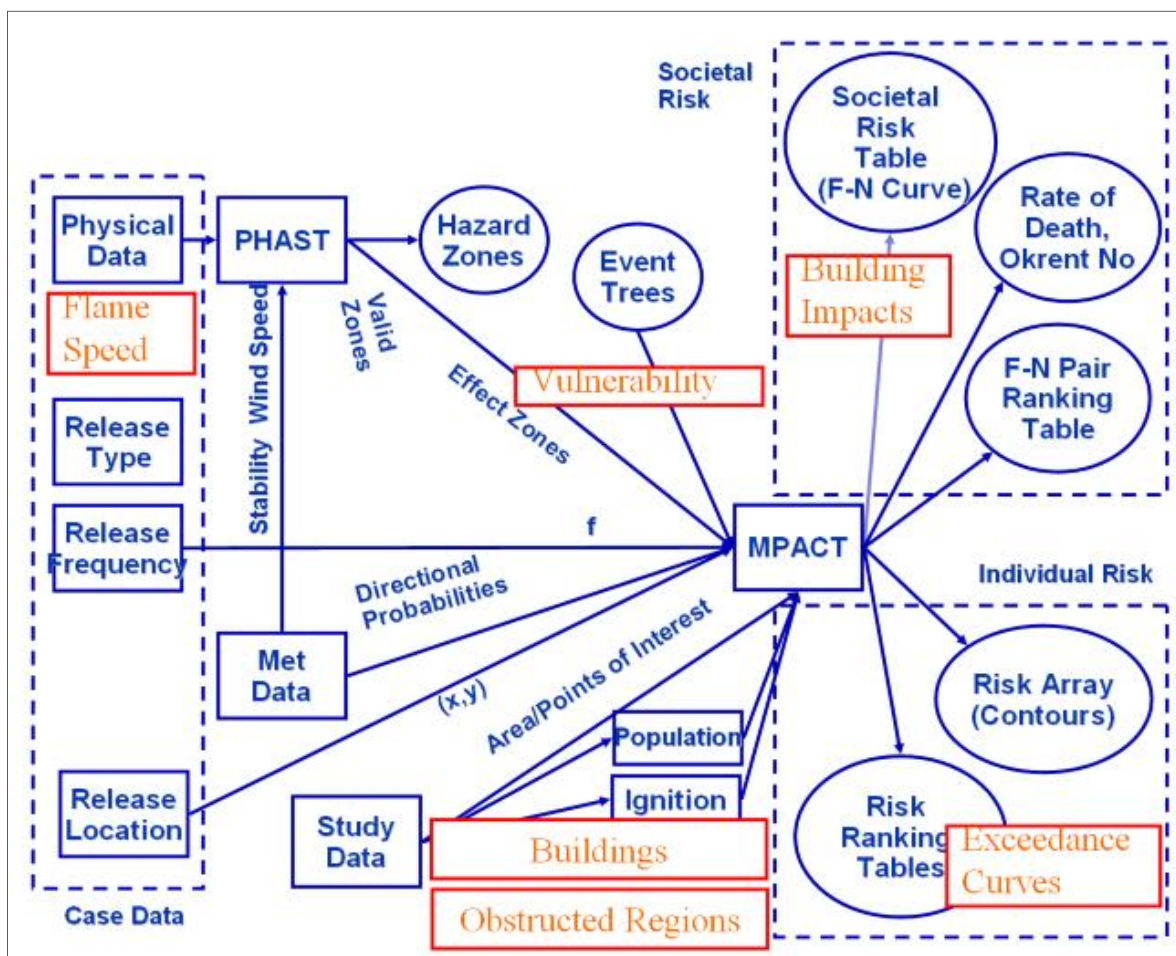 Societal
Risk
Societal
Risk
Table
(F-N Curve)
Rate of
Death,
Okrent No
Building
Impacts
F-N Pair
Ranking
Table
Physical
Data
PHAST
Hazard
Zones
Event
Trees
Flame
Speed
Valid
Zones
Effect Zones
Vulnerability
Stability Wind Speed
Release
Type
Release
Frequency
f
MPACT
Individual Risk
Directional
Probabilities
Met
Data
(x,y)
Area/Points of Interest
Population
Ignition
Risk Array
(Contours)
Release
Location
Study
Data
Buildings
Obstructed Regions
Risk
Ranking
Tables
Exceedance
Curves
Case Data